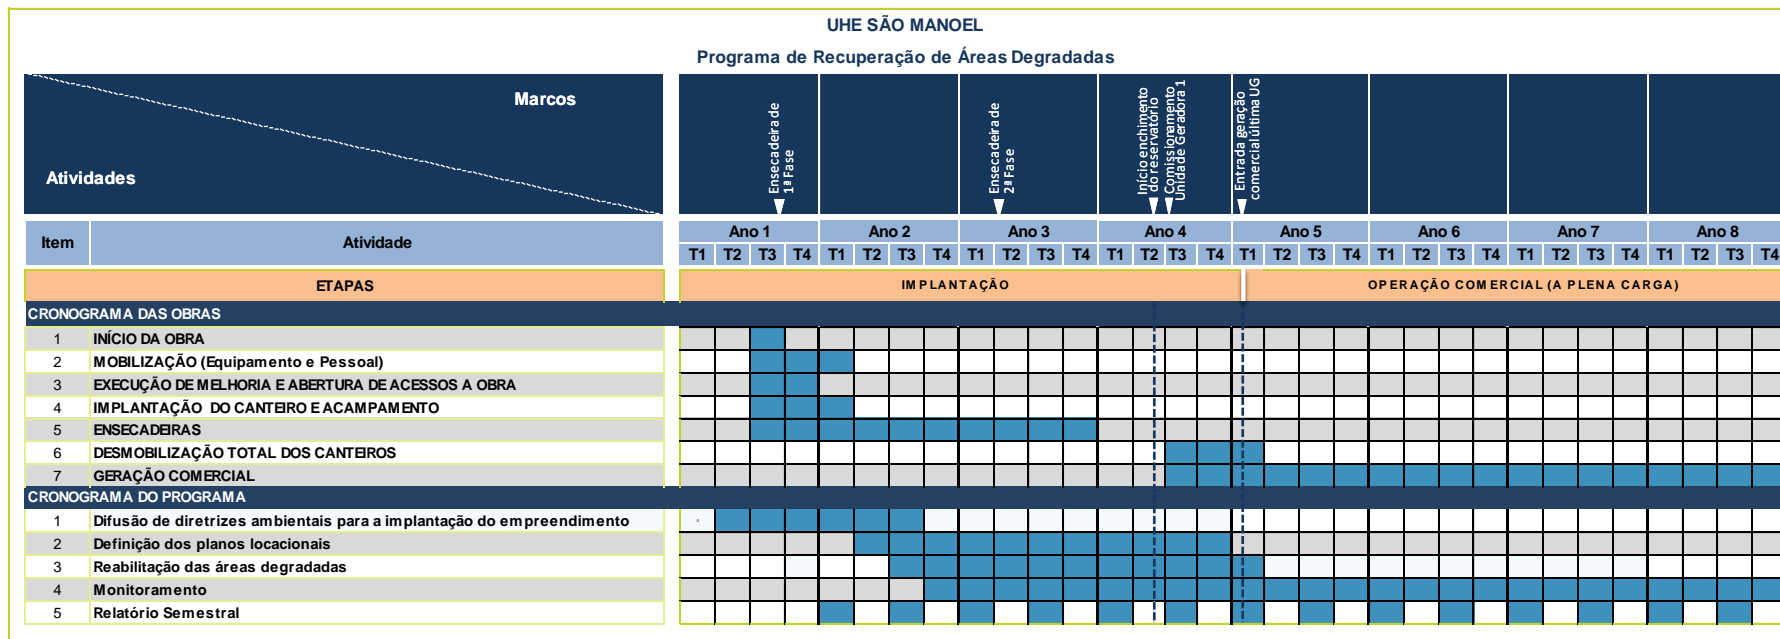 UHE SÃO MANOEL
Programa de Recuperação de Áreas Degradadas
Marcos
Atividades
Ensecadeira de
1ª Fase
Ensecadeira de
2ª Fase
Início enchimento
do reservatório
Comissionamento
Unidade Geradora 1
Entrada geração
comercial última UG
Item Atividade Ano 1 Ano 2 Ano 3 Ano 4 Ano 5 Ano 6 Ano 7 Ano 8
T1 T2 T3 T4 T1 T2 T3 T4 T1 T2 T3 T4 T1 T2 T3 T4 T1 T2 T3 T4 T1 T2 T3 T4 T1 T2 T3 T4 T1 T2 T3 T4
ETAPAS IMPLANTAÇÃO OPERAÇÃO COMERCIAL (A PLENA CARGA)
CRONOGRAMA DAS OBRAS
1 INÍCIO DA OBRA
2 MOBILIZAÇÃO (Equipamento e Pessoal)
3 EXECUÇÃO DE MELHORIA E ABERTURA DE ACESSOS A OBRA
4 IMPLANTAÇÃO DO CANTEIRO E ACAMPAMENTO
5 ENSECADEIRAS
6 DESMOBILIZAÇÃO TOTAL DOS CANTEIROS
7 GERAÇÃO COMERCIAL
CRONOGRAMA DO PROGRAMA
1 Difusão de diretrizes ambientais para a implantação do empreendimento
2 Definição dos planos locacionais
3 Reabilitação das áreas degradadas
4 Monitoramento
5 Relatório Semestral